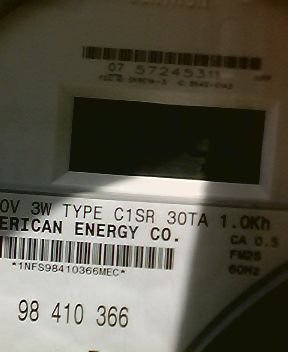 07 57245311
0V 3W TYPE C1SR 30TA 1.0Kh
ERICAN ENERGY CO.
CA 0.5
FM2S
60Hz
*1NFS98410366MEC*
98 410 366